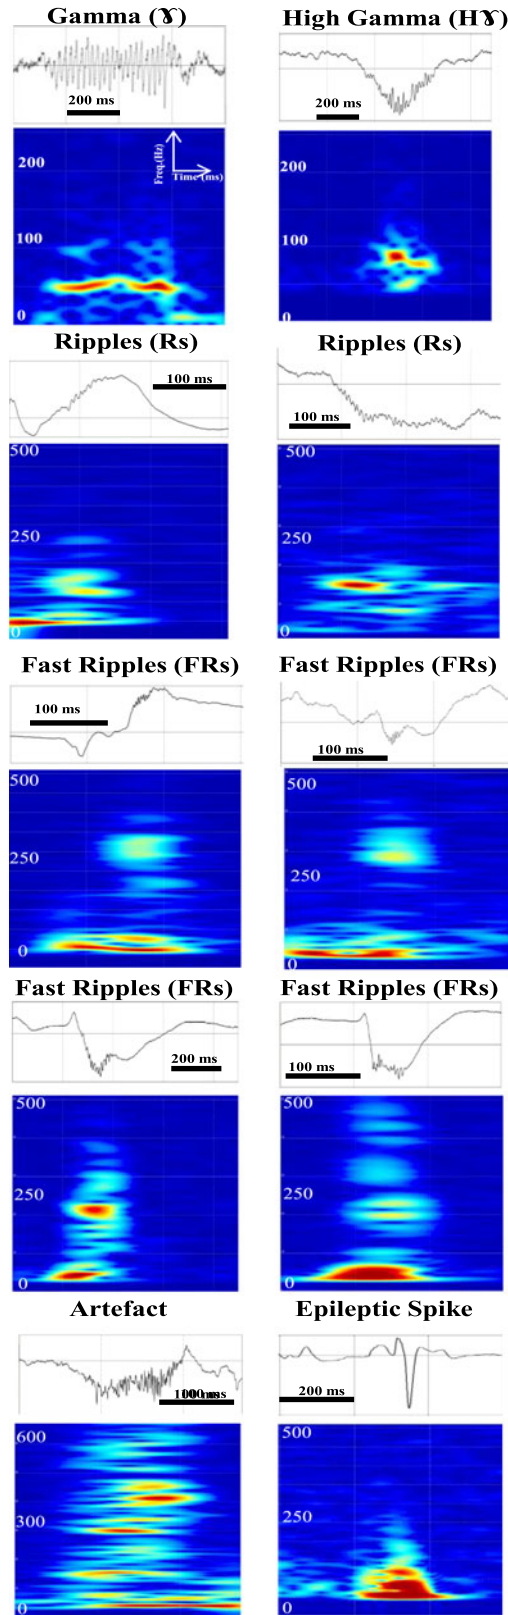 Gamma (Ɣ)
High Gamma (HƔ)
200 ms
200 ms
200
Freq.(Hz)
Time (ms)
100
0
200
100
0
Ripples (Rs)
Ripples (Rs)
100 ms
100 ms
500
250
0
500
250
0
Fast Ripples (FRs)
Fast Ripples (FRs)
100 ms
100 ms
500
250
0
500
250
0
Fast Ripples (FRs)
Fast Ripples (FRs)
200 ms
100 ms
500
250
0
500
250
0
Artefact
Epileptic Spike
100 ms
200 ms
600
300
0
500
250
0